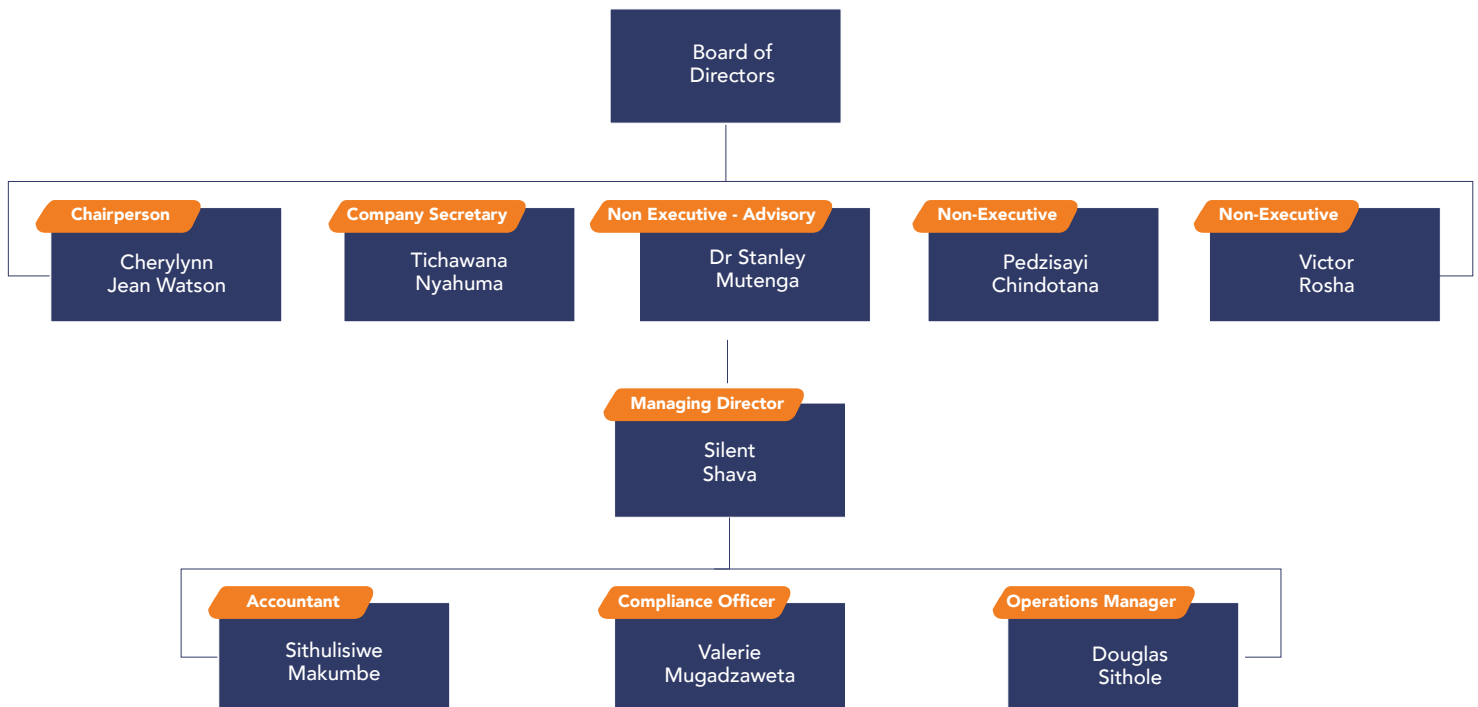 Board of
Directors
Chairperson
Cherylynn
Jean Watson
Company Secretary
Tichawana
Nyahuma
Non Executive - Advisory
Dr Stanley
Mutenga
Non-Executive
Pedzisayi
Chindotana
Non-Executive
Victor
Rosha
Managing Director
Silent
Shava
Accountant
Sithulisiwe
Makumbe
Compliance Officer
Valerie
Mugadzaweta
Operations Manager
Douglas
Sithole